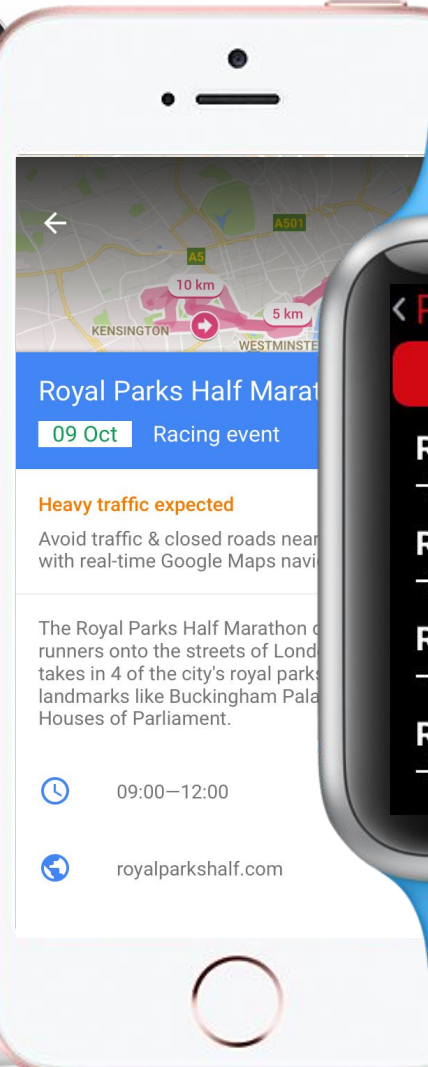 A501
A5
10 km
5 km
KENSINGTON
WESTMINSTE
Royal Parks Half Marat
09 Oct Racing event
Heavy traffic expected
Avoid traffic & closed roads near
with real-time Google Maps navi
The Royal Parks Half Marathon
runners onto the streets of Lond
takes in 4 of the city's royal parks
landmarks like Buckingham Pala
Houses of Parliament.
09:00—12:00
royalparkshalf.com
R
R
R
R